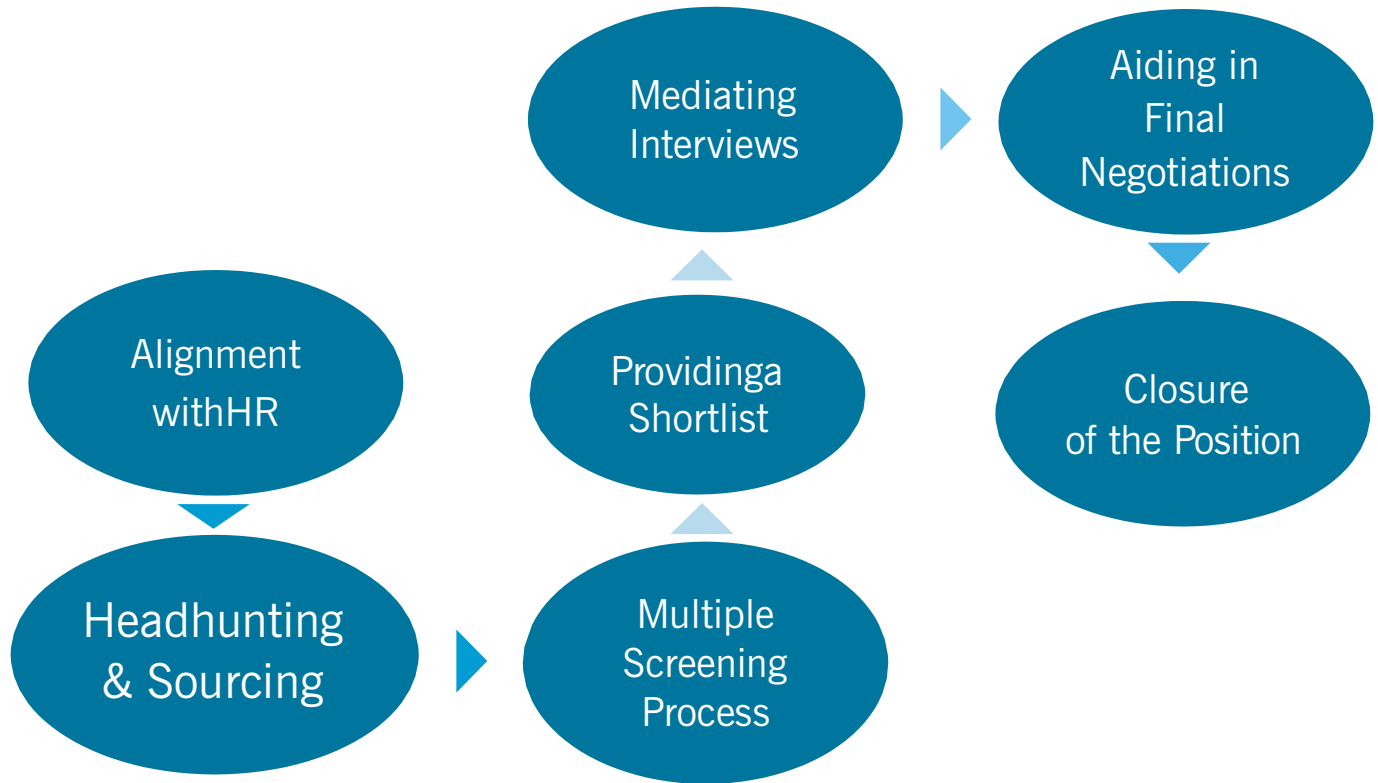 Alignment
withHR
Headhunting
& Sourcing
Multiple
Screening
Process
Providinga
Shortlist
Mediating
Interviews
Aiding in
Final
Negotiations
Closure
of the Position